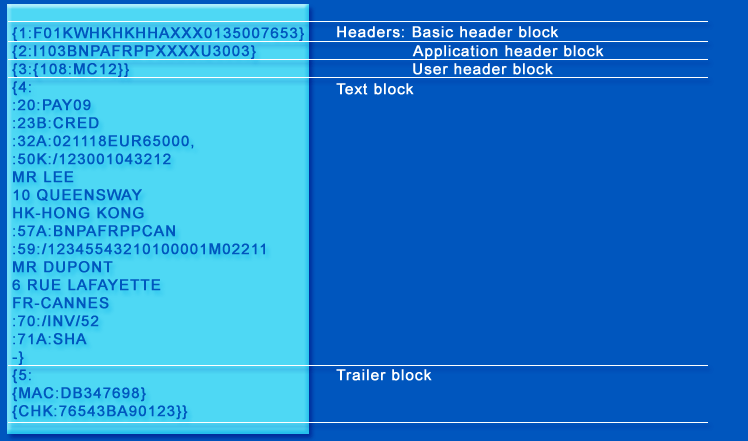 {1:F01KWHKHKHHAXXX0135007653} Headers: Basic header block
{2:I103BNPAFRPPXXXXU3003} Application header block
{3:{108:MC12}} User header block
{4: Text block
:20:PAY09
:23B:CRED
:32A:021118EUR65000,
:50K:/123001043212
MR LEE
10 QUEENSWAY
HK-HONG KONG
:57A:BNPAFRPPCAN
:59:/12345543210100001M02211
MR DUPONT
6 RUE LAFAYETTE
FR-CANNES
:70:/INV/52
:71A:SHA
-}
{5: Trailer block
{MAC:DB347698}
{CHK:76543BA90123}}